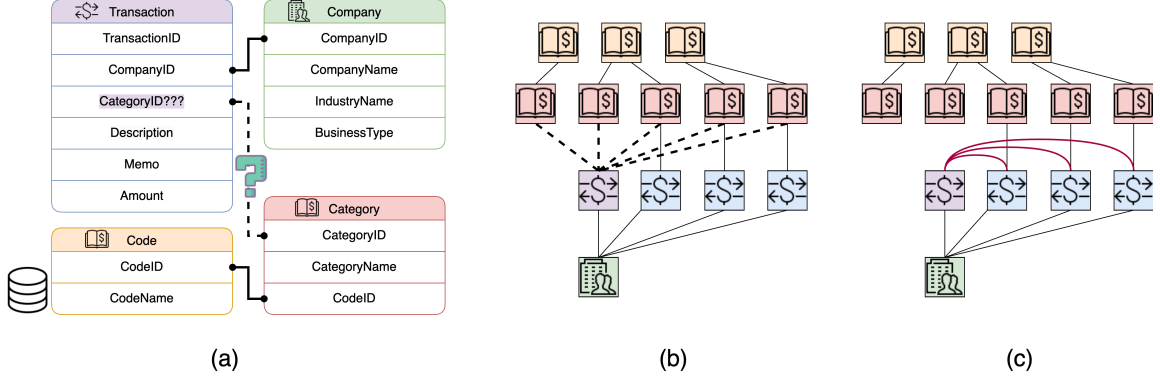 Transaction
TransactionID
CompanyID
CategoryID???
Description
Memo
Amount
Company
CompanyID
CompanyName
IndustryName
BusinessType
Code
CodeID
CodeName
Category
CategoryID
CategoryName
CodeID
(a)
(b)
(c)